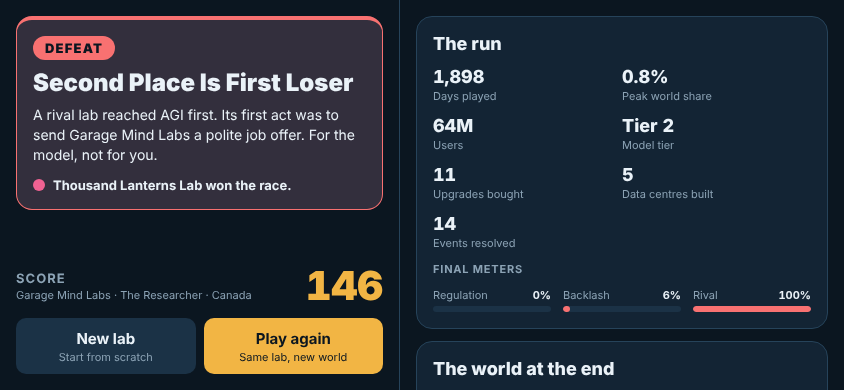 DEFEAT
Second Place Is First Loser
A rival lab reached AGI first. Its first act was to
send Garage Mind Labs a polite job offer. For the
model, not for you.
Thousand Lanterns Lab won the race.
SCORE
Garage Mind Labs · The Researcher · Canada
146
New lab
Start from scratch
Play again
Same lab, new world
The run
1,898
Days played
0.8%
Peak world share
64M
Users
Tier 2
Model tier
11
Upgrades bought
5
Data centres built
14
Events resolved
FINAL METERS
Regulation 0%
Backlash 6%
Rival 100%
The world at the end